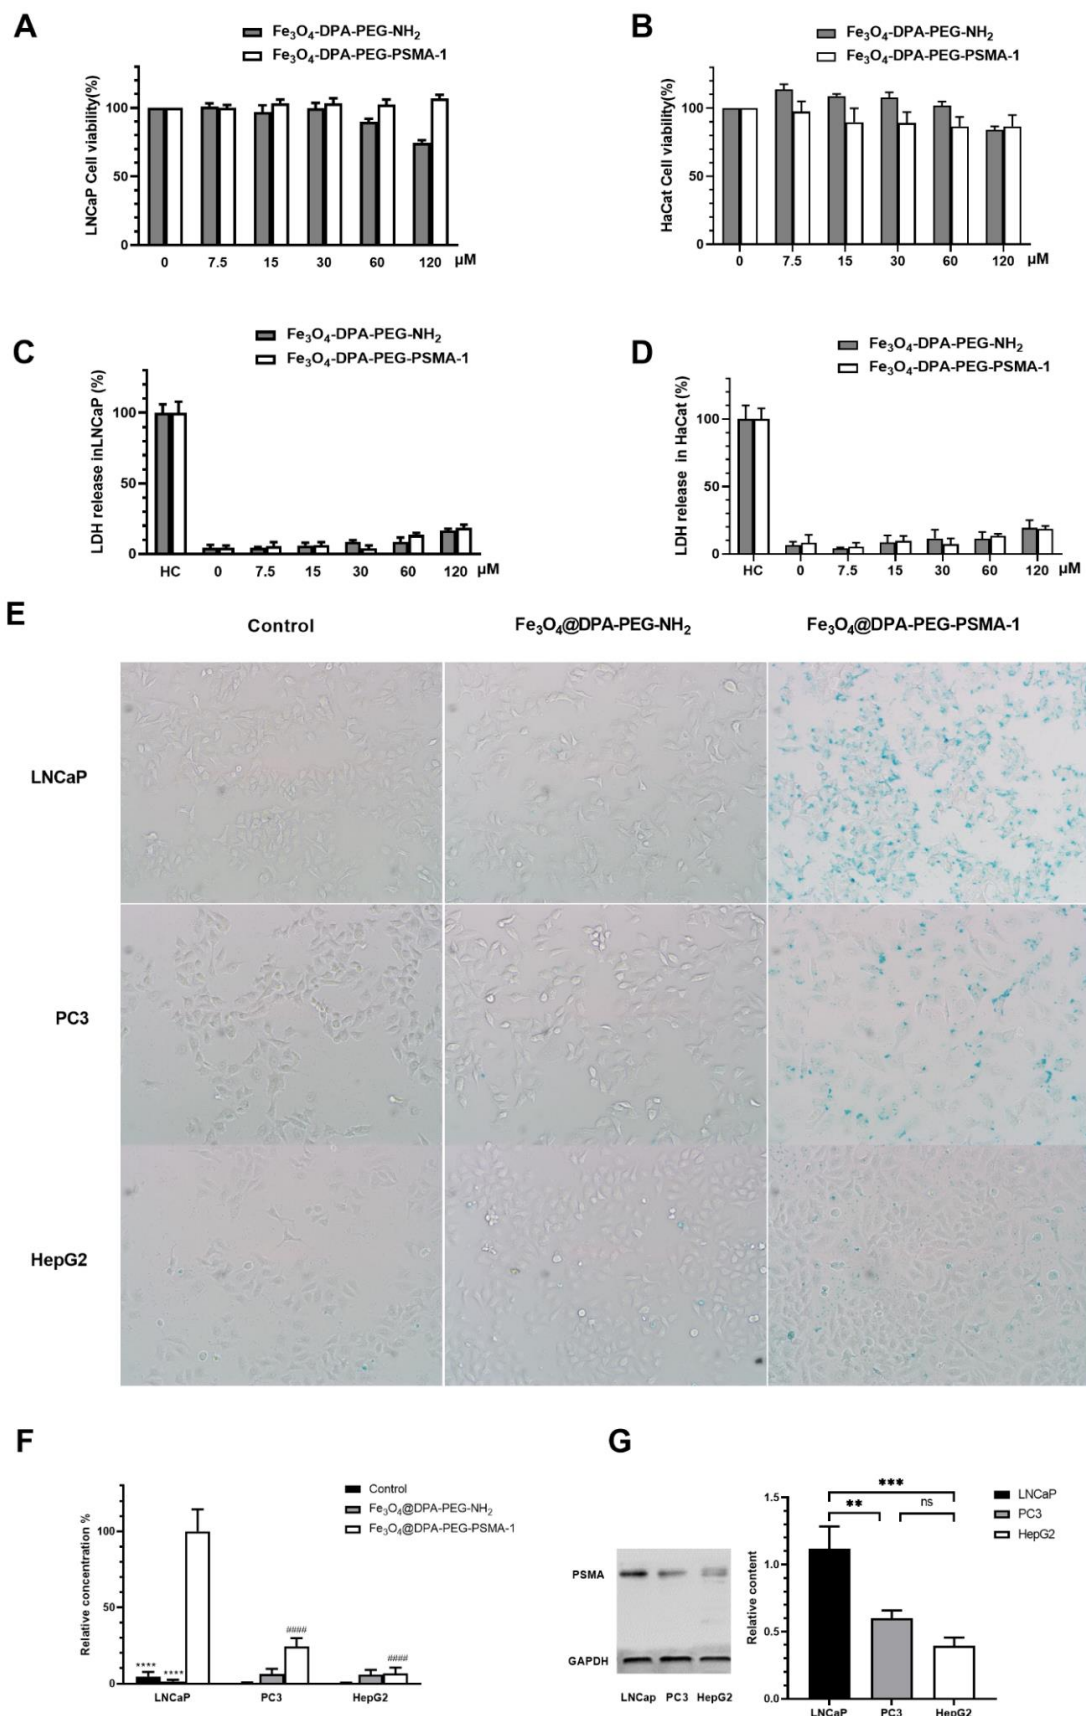 A
Fe₃O₄-DPA-PEG-NH₂
Fe₃O₄-DPA-PEG-PSMA-1
LNCaP Cell viability(%)
100
50
0
0 7.5 15 30 60 120 μM
B
Fe₃O₄-DPA-PEG-NH₂
Fe₃O₄-DPA-PEG-PSMA-1
HaCat Cell viability(%)
100
50
0
0 7.5 15 30 60 120 μM
C
Fe₃O₄-DPA-PEG-NH₂
Fe₃O₄-DPA-PEG-PSMA-1
LDH release inLNCaP (%)
100
50
0
HC 0 7.5 15 30 60 120 μM
D
Fe₃O₄-DPA-PEG-NH₂
Fe₃O₄-DPA-PEG-PSMA-1
LDH release in HaCat (%)
100
50
0
HC 0 7.5 15 30 60 120 μM
E
Control Fe₃O₄@DPA-PEG-NH₂ Fe₃O₄@DPA-PEG-PSMA-1
LNCaP
PC3
HepG2
F
Control
Fe₃O₄@DPA-PEG-NH₂
Fe₃O₄@DPA-PEG-PSMA-1
Relative concentration %
100
50
0
**** **** #### ####
LNCaP PC3 HepG2
G
PSMA
GAPDH
LNCap PC3 HepG2
LNCaP
PC3
HepG2
***
** ns
Relative content
1.5
1.0
0.5
0.0
LNCaP PC3 HepG2